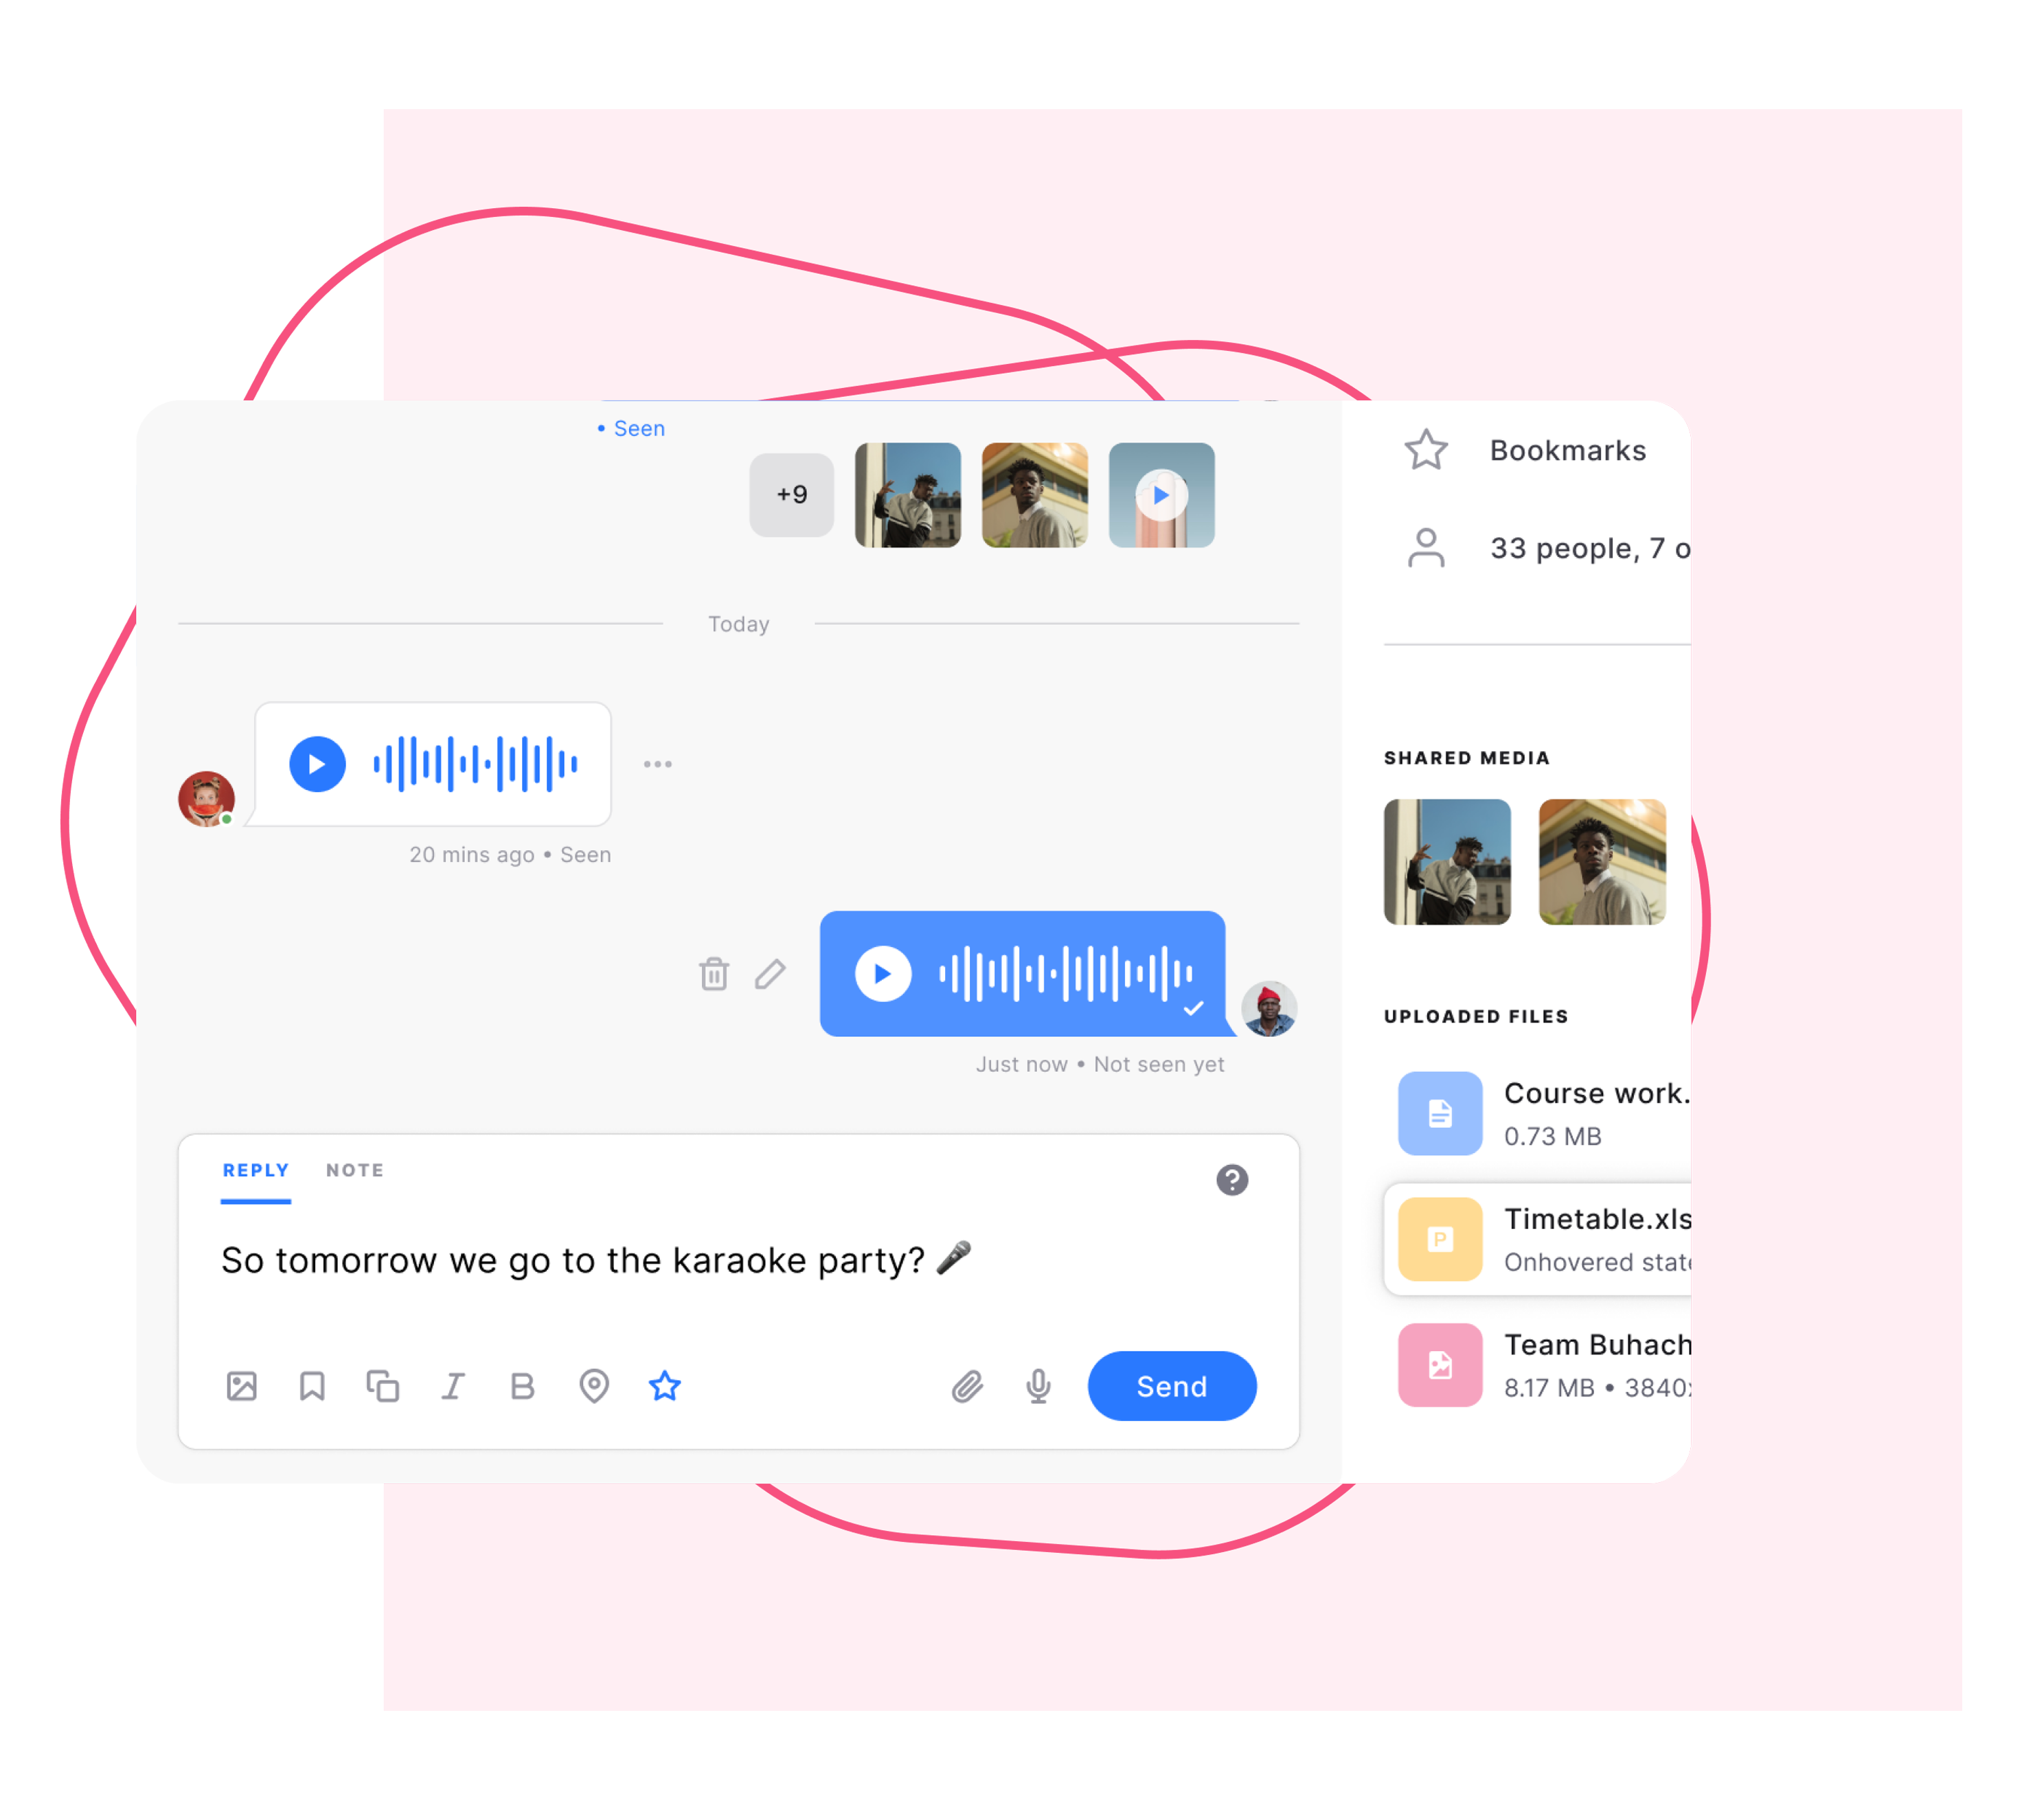 • Seen
+9
Today
20 mins ago • Seen
Just now • Not seen yet
REPLY NOTE
So tomorrow we go to the karaoke party? 🎤
Send
Bookmarks
33 people, 7 o
SHARED MEDIA
UPLOADED FILES
Course work.
0.73 MB
Timetable.xls
P
Onhovered state
Team Buhach
8.17 MB • 3840x